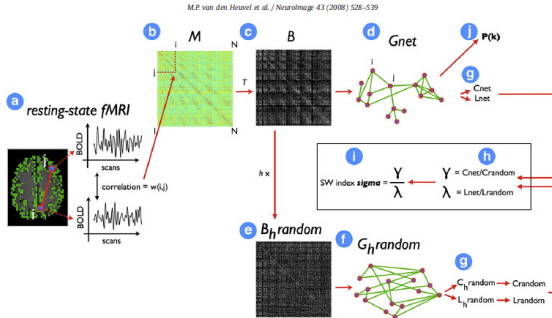 M.P. van den Heuvel et al. / NeuroImage 43 (2008) 528–539
b
M
c
B
d
Gnet
j
P(k)
i
N
j
i
j
g
Cnet
Lnet
T
a
resting-state fMRI
BOLD
scans
j
i
correlation = w(i,j)
BOLD
scans
I
N
h x
i
h
SW index sigma = γ
λ
γ = Cnet/Crandom
λ = Lnet/Lrandom
e
Bhrandom
f
Ghrandom
g
Chrandom
Crandom
Lhrandom
Lrandom